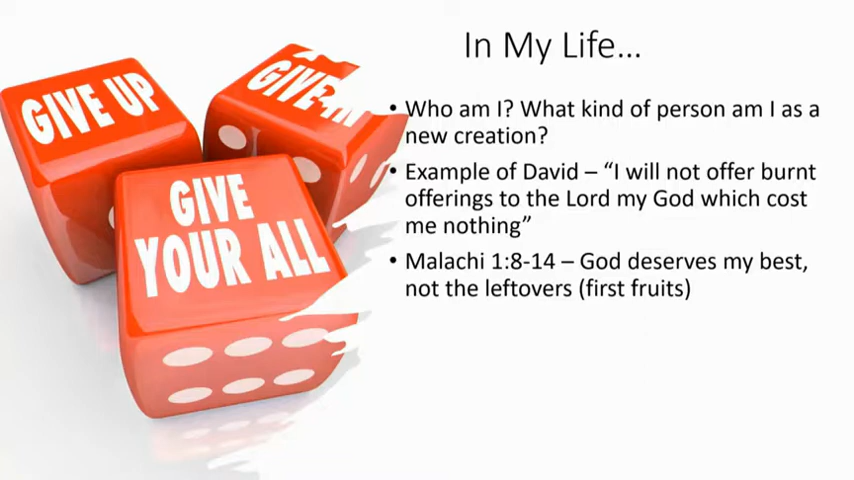 In My Life...
GIVE UP
GIVE IN
GIVE
YOUR ALL
• Who am I? What kind of person am I as a
new creation?
• Example of David – “I will not offer burnt
offerings to the Lord my God which cost
me nothing”
• Malachi 1:8-14 – God deserves my best,
not the leftovers (first fruits)